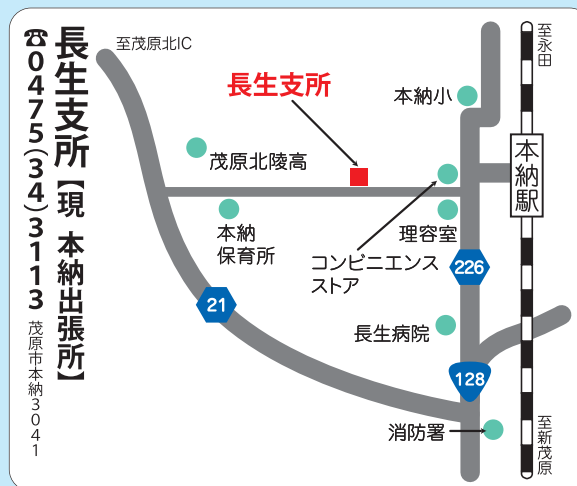 長生支所【現 本納出張所】
☎0475(34)3113 茂原市本納3041
至茂原北IC
長生支所
本納小
至永田
本納駅
茂原北陵高
本納
保育所
理容室
コンビニエンス
ストア
226
21
長生病院
128
消防署
至新茂原